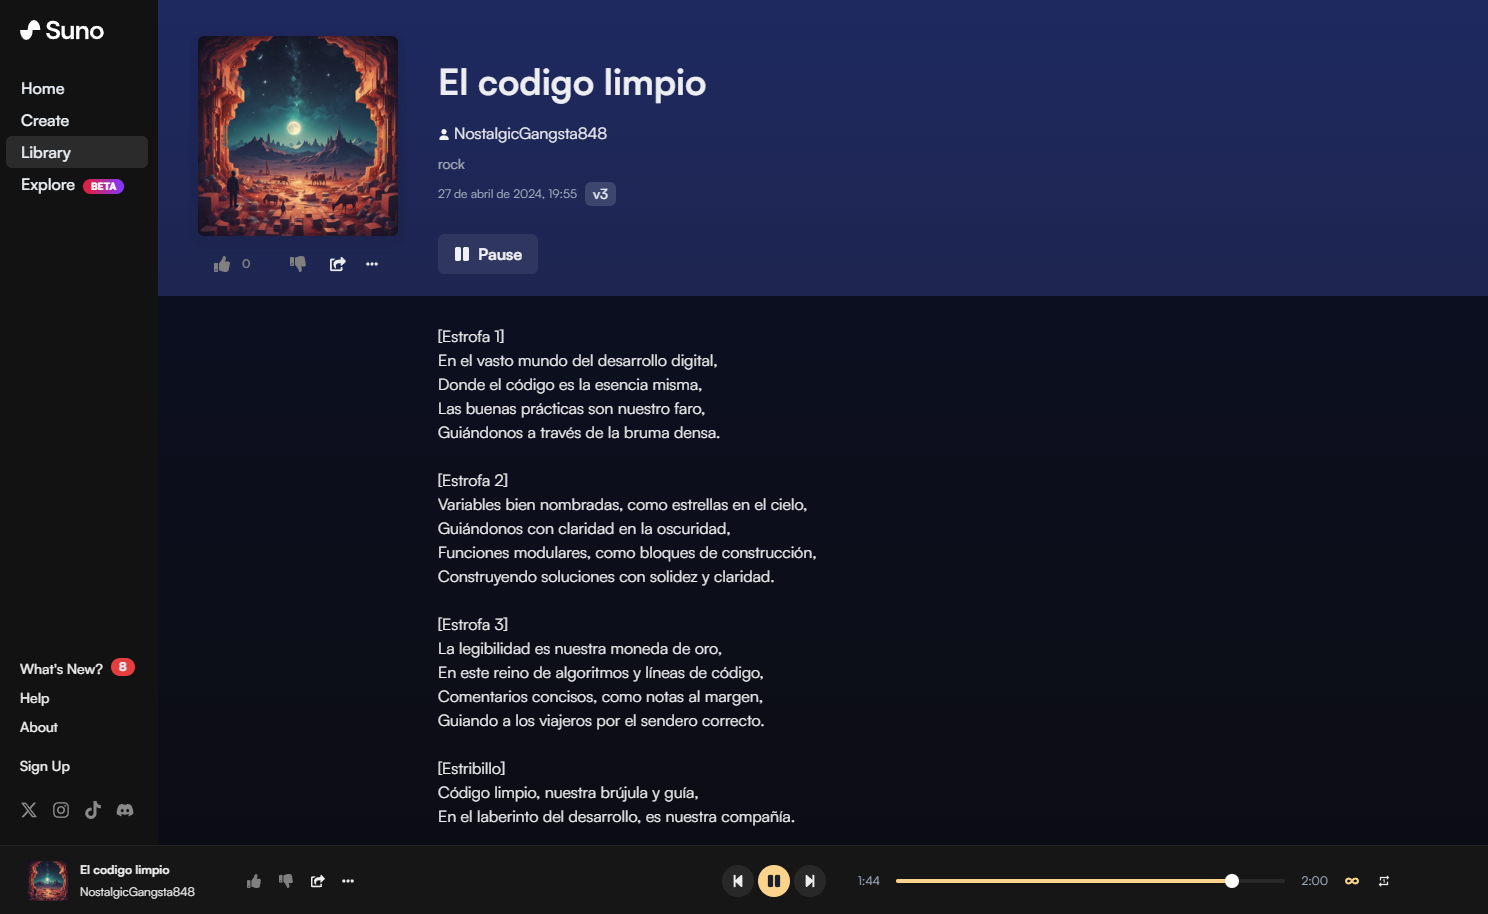 Suno
Home
Create
Library
Explore BETA
What's New? 8
Help
About
Sign Up
El codigo limpio
NostalgicGangsta848
rock
27 de abril de 2024, 19:55 v3
Pause
0
[Estrofa 1]
En el vasto mundo del desarrollo digital,
Donde el código es la esencia misma,
Las buenas prácticas son nuestro faro,
Guiándonos a través de la bruma densa.
[Estrofa 2]
Variables bien nombradas, como estrellas en el cielo,
Guiándonos con claridad en la oscuridad,
Funciones modulares, como bloques de construcción,
Construyendo soluciones con solidez y claridad.
[Estrofa 3]
La legibilidad es nuestra moneda de oro,
En este reino de algoritmos y líneas de código,
Comentarios concisos, como notas al margen,
Guiando a los viajeros por el sendero correcto.
[Estribillo]
Código limpio, nuestra brújula y guía,
En el laberinto del desarrollo, es nuestra compañía.
El codigo limpio
NostalgicGangsta848
1:44
2:00